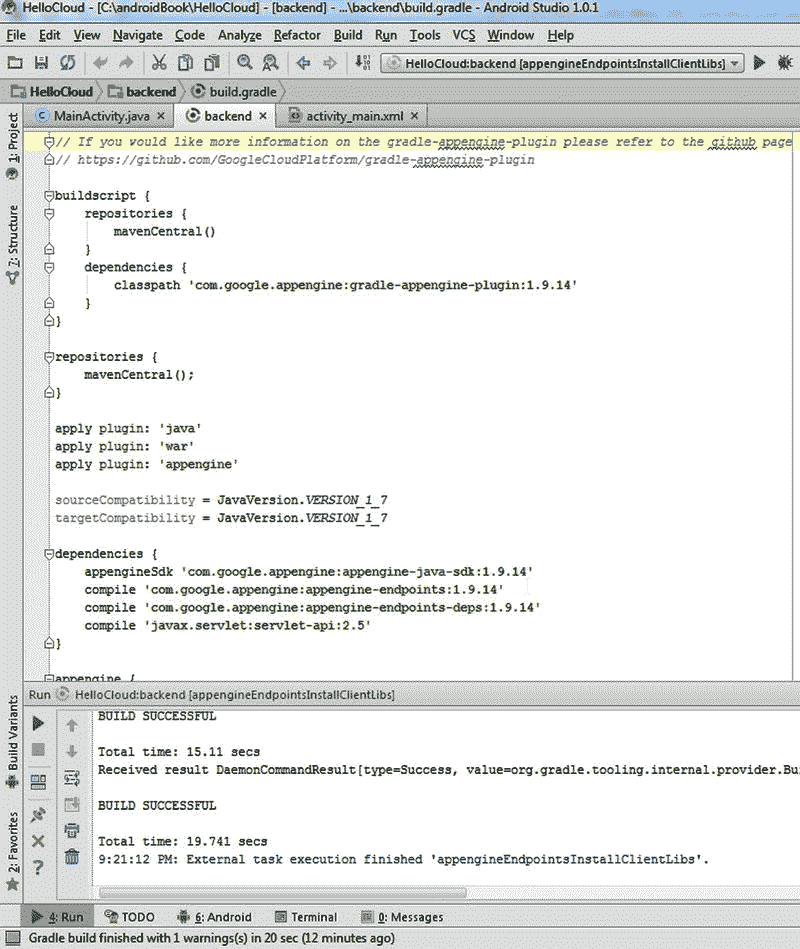 HelloCloud - [C:\androidBook\HelloCloud] - [backend] - ...\backend\build.gradle - Android Studio 1.0.1
File Edit View Navigate Code Analyze Refactor Build Run Tools VCS Window Help
HelloCloud:backend [appengineEndpointsInstallClientLibs]
HelloCloud backend build.gradle
MainActivity.java backend activity_main.xml
1: Project
7: Structure
// If you would like more information on the gradle-appengine-plugin please refer to the github page
// https://github.com/GoogleCloudPlatform/gradle-appengine-plugin
buildscript {
repositories {
mavenCentral()
}
dependencies {
classpath 'com.google.appengine:gradle-appengine-plugin:1.9.14'
}
}
repositories {
mavenCentral();
}
apply plugin: 'java'
apply plugin: 'war'
apply plugin: 'appengine'
sourceCompatibility = JavaVersion.VERSION_1_7
targetCompatibility = JavaVersion.VERSION_1_7
dependencies {
appengineSdk 'com.google.appengine:appengine-java-sdk:1.9.14'
compile 'com.google.appengine:appengine-endpoints:1.9.14'
compile 'com.google.appengine:appengine-endpoints-deps:1.9.14'
compile 'javax.servlet:servlet-api:2.5'
}
appengine {
Run HelloCloud:backend [appengineEndpointsInstallClientLibs]
Build Variants
2: Favorites
BUILD SUCCESSFUL
Total time: 15.11 secs
Received result DaemonCommandResult[type=Success, value=org.gradle.tooling.internal.provider.Bu
BUILD SUCCESSFUL
Total time: 19.741 secs
9:21:12 PM: External task execution finished 'appengineEndpointsInstallClientLibs'.
4: Run TODO 6: Android Terminal 0: Messages
Gradle build finished with 1 warnings(s) in 20 sec (12 minutes ago)